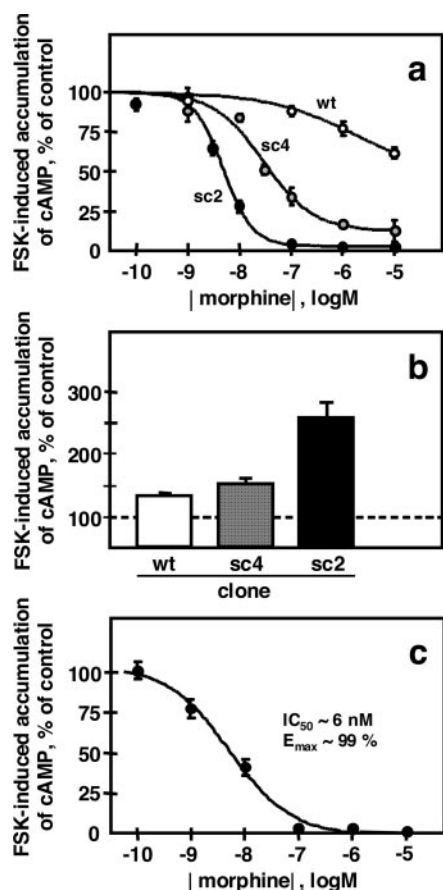 FSK-induced accumulation
of cAMP, % of control
100
75
50
25
0
a
wt
sc4
sc2
-10 -9 -8 -7 -6 -5
| morphine| , logM
FSK-induced accumulation
of cAMP, % of control
300
200
100
b
wt sc4 sc2
clone
FSK-induced accumulation
of cAMP, % of control
100
75
50
25
0
c
IC50 ~ 6 nM
Emax ~ 99 %
-10 -9 -8 -7 -6 -5
| morphine| , logM